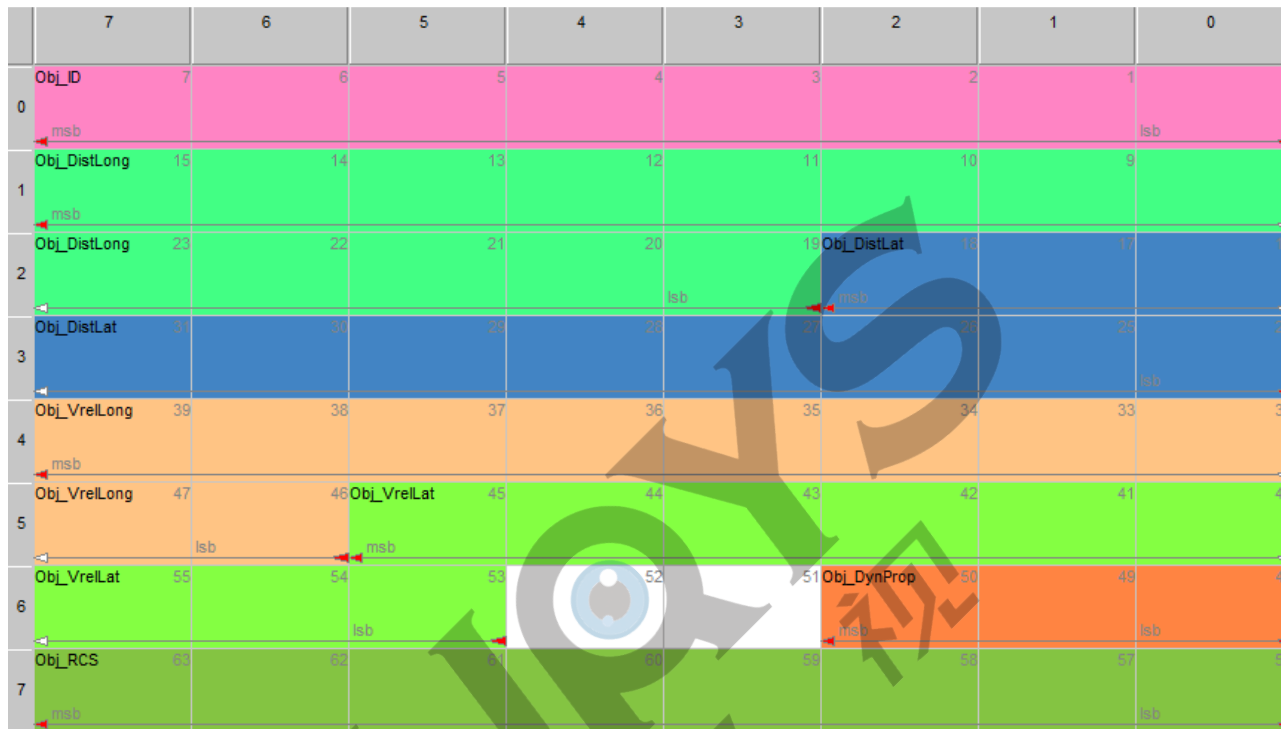 7 6 5 4 3 2 1 0
Obj_ID 7 6 5 4 3 2 1
0
msb lsb
Obj_DistLong 15 14 13 12 11 10 9
1
msb
Obj_DistLong 23 22 21 20 19 Obj_DistLat 18 17
2
lsb msb
Obj_DistLat 31 30 29 28 27 26 25
3
lsb
Obj_VrelLong 39 38 37 36 35 34 33
4
msb
Obj_VrelLong 47 46 Obj_VrelLat 45 44 43 42 41
5
lsb msb
Obj_VrelLat 55 54 53 52 51 Obj_DynProp 50 49
6
lsb msb lsb
Obj_RCS 63 62 61 60 59 58 57
7
msb lsb
视